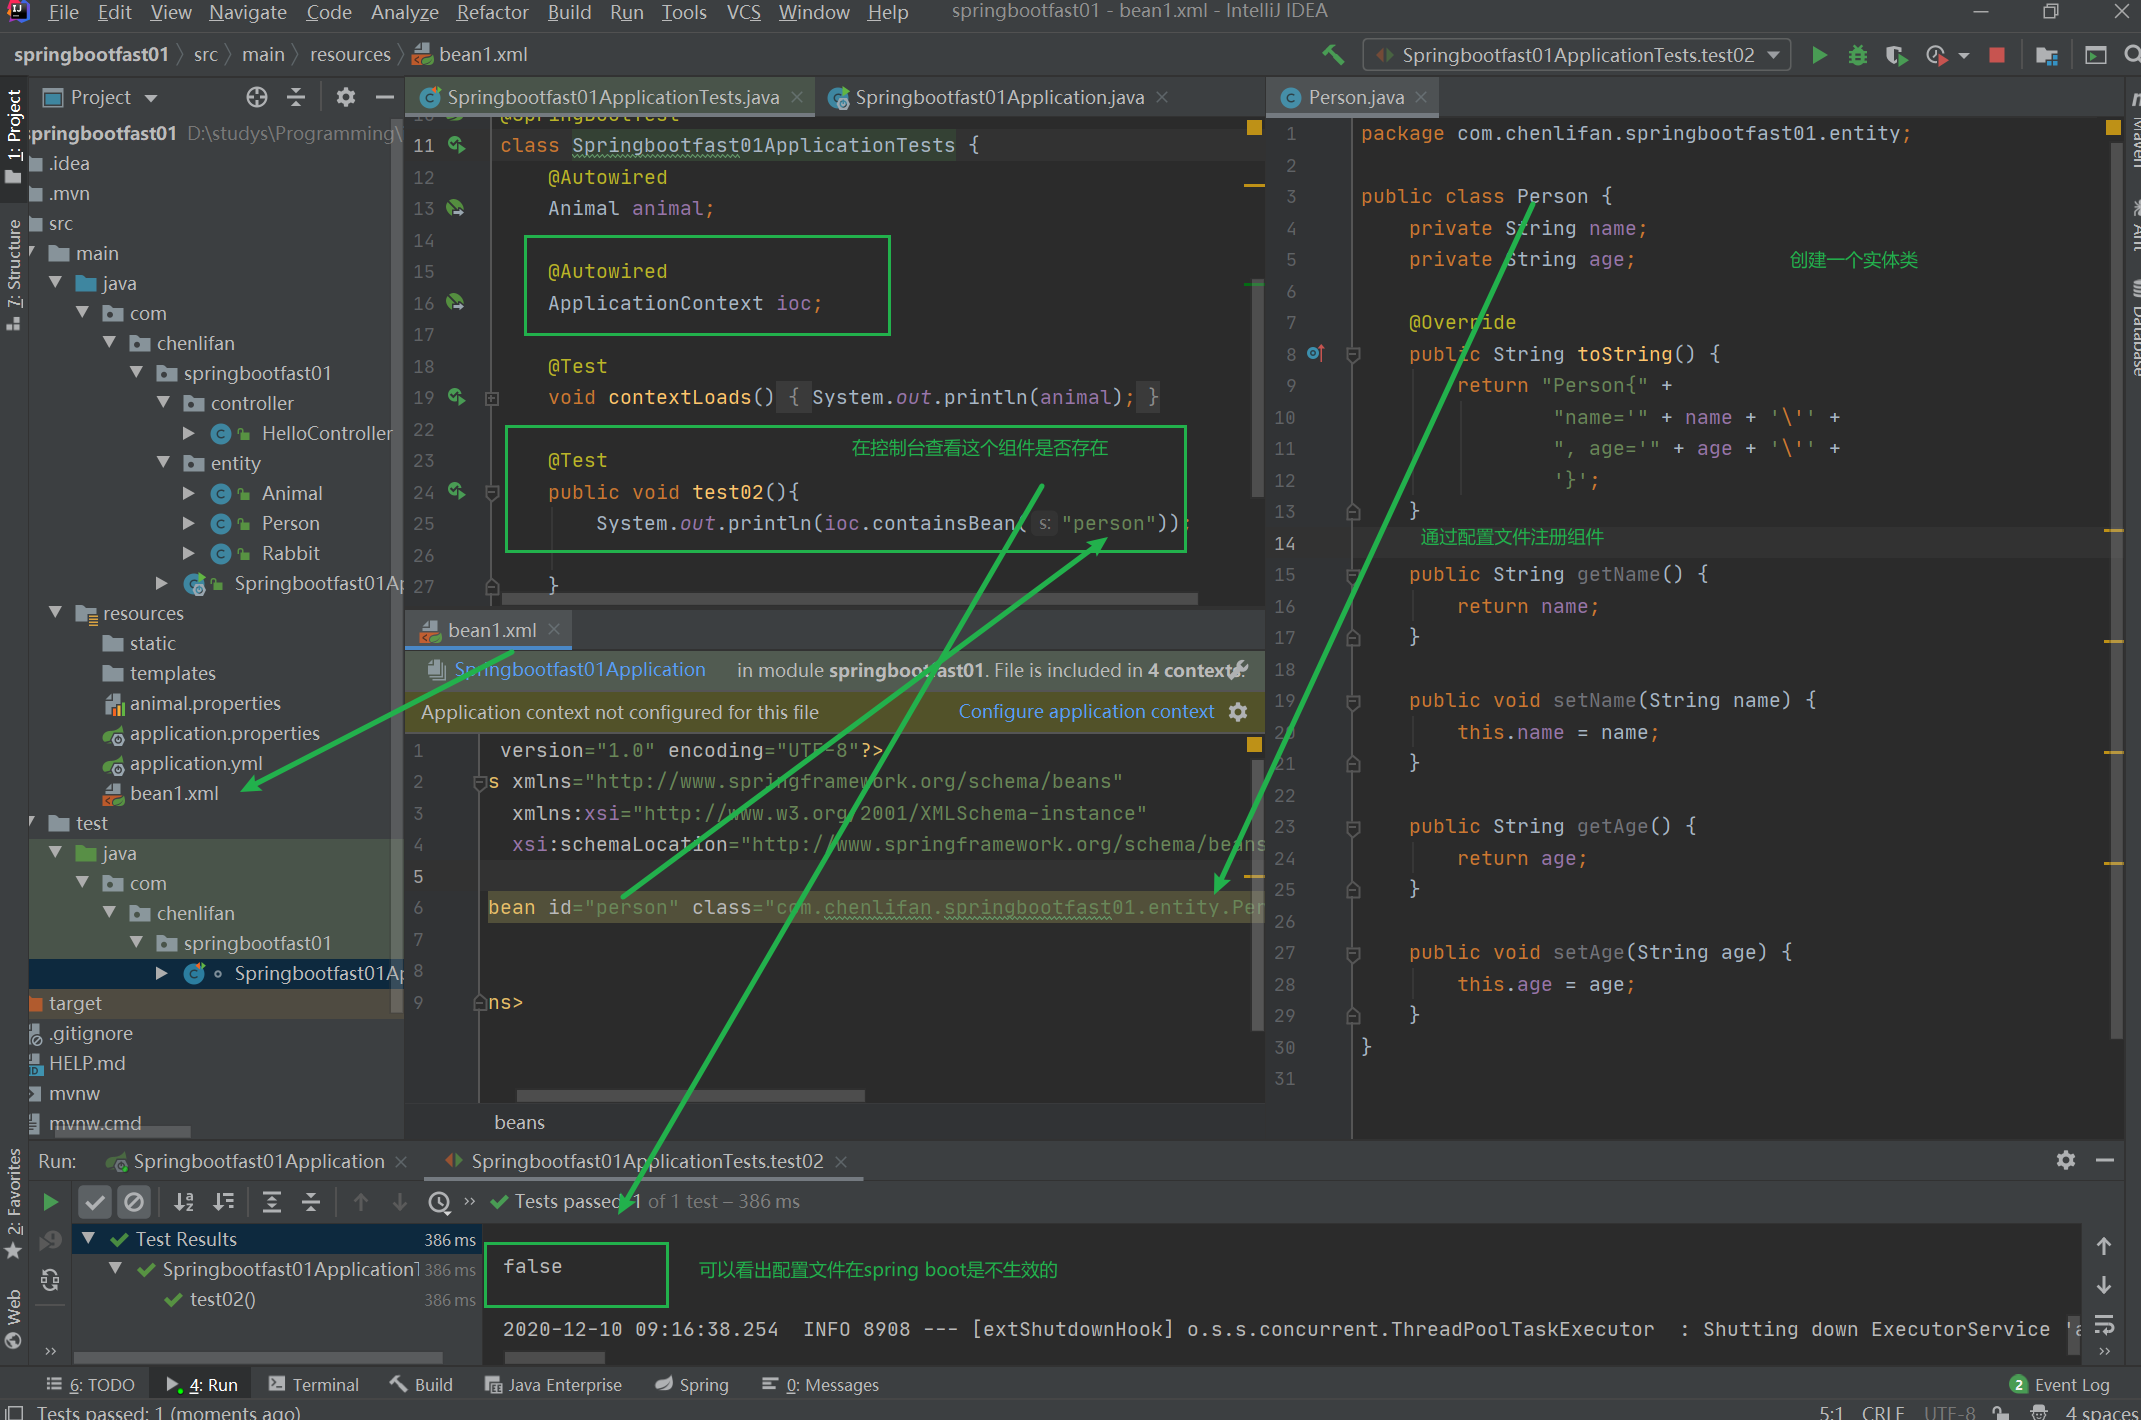 File Edit View Navigate Code Analyze Refactor Build Run Tools VCS Window Help springbootfast01 - bean1.xml - IntelliJ IDEA
springbootfast01 src main resources bean1.xml Springbootfast01ApplicationTests.test02
1: Project
7: Structure
2: Favorites
Web
Project
springbootfast01 D:\studys\Programming\
.idea
.mvn
src
main
java
com
chenlifan
springbootfast01
controller
HelloController
entity
Animal
Person
Rabbit
Springbootfast01Ap
resources
static
templates
animal.properties
application.properties
application.yml
bean1.xml
test
java
com
chenlifan
springbootfast01
Springbootfast01Ap
target
.gitignore
HELP.md
mvnw
mvnw.cmd
Springbootfast01ApplicationTests.java Springbootfast01Application.java
10 @SpringBootTest
11 class Springbootfast01ApplicationTests {
12 @Autowired
13 Animal animal;
14
15 @Autowired
16 ApplicationContext ioc;
17
18 @Test
19 void contextLoads() { System.out.println(animal); }
22
23 @Test
在控制台查看这个组件是否存在
24 public void test02(){
25 System.out.println(ioc.containsBean( s: "person"));
26
27 }
bean1.xml
Springbootfast01Application in module springbootfast01. File is included in 4 contexts.
Application context not configured for this file Configure application context
1 version="1.0" encoding="UTF-8"?>
2 s xmlns="http://www.springframework.org/schema/beans"
3 xmlns:xsi="http://www.w3.org/2001/XMLSchema-instance"
4 xsi:schemaLocation="http://www.springframework.org/schema/beans
5
6 bean id="person" class="com.chenlifan.springbootfast01.entity.Per
7
8
9 ns>
beans
Person.java
1 package com.chenlifan.springbootfast01.entity;
2
3 public class Person {
4 private String name;
5 private String age;
创建一个实体类
6
7 @Override
8 public String toString() {
9 return "Person{" +
10 "name='" + name + '\'' +
11 ", age='" + age + '\'' +
12 '}';
13 }
14 通过配置文件注册组件
15 public String getName() {
16 return name;
17 }
18
19 public void setName(String name) {
20 this.name = name;
21 }
22
23 public String getAge() {
24 return age;
25 }
26
27 public void setAge(String age) {
28 this.age = age;
29 }
30 }
31
Maven
Ant
Database
Run: Springbootfast01Application Springbootfast01ApplicationTests.test02
Tests passed: 1 of 1 test – 386 ms
Test Results 386 ms
Springbootfast01ApplicationT 386 ms
test02() 386 ms
false
可以看出配置文件在spring boot是不生效的
2020-12-10 09:16:38.254 INFO 8908 --- [extShutdownHook] o.s.s.concurrent.ThreadPoolTaskExecutor : Shutting down ExecutorService 'a
6: TODO 4: Run Terminal Build Java Enterprise Spring 0: Messages 2 Event Log
Tests passed: 1 (moments ago) 5:1 CRLF UTF-8 4 spaces